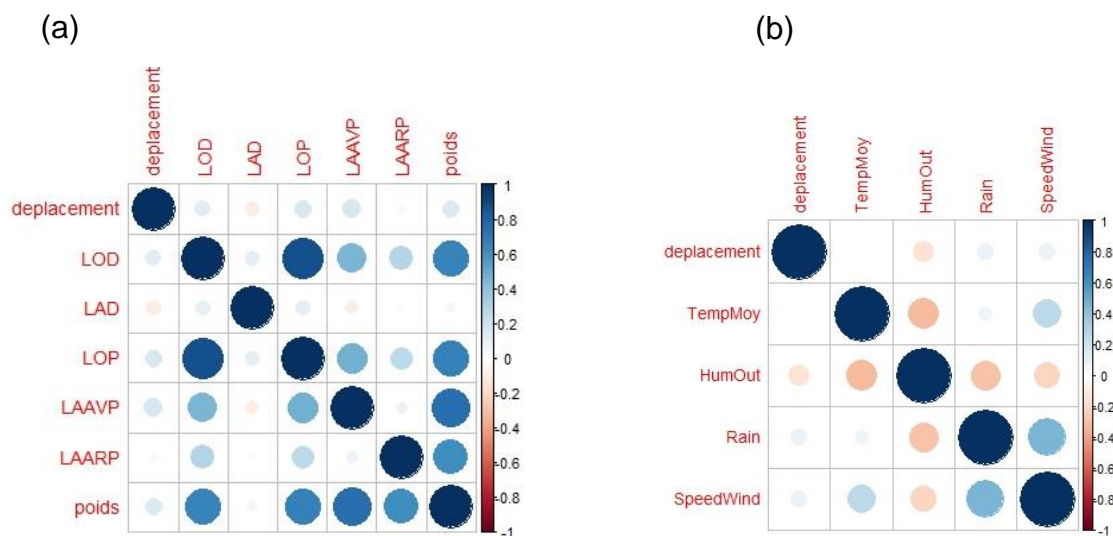 (a)
(b)
deplacement LOD LAD LOP LAAVP LAARP poids
deplacement
LOD
LAD
LOP
LAAVP
LAARP
poids
1
0.8
0.6
0.4
0.2
0
-0.2
-0.4
-0.6
-0.8
-1
deplacement TempMoy HumOut Rain SpeedWind
deplacement
TempMoy
HumOut
Rain
SpeedWind
1
0.8
0.6
0.4
0.2
0
-0.2
-0.4
-0.6
-0.8
-1